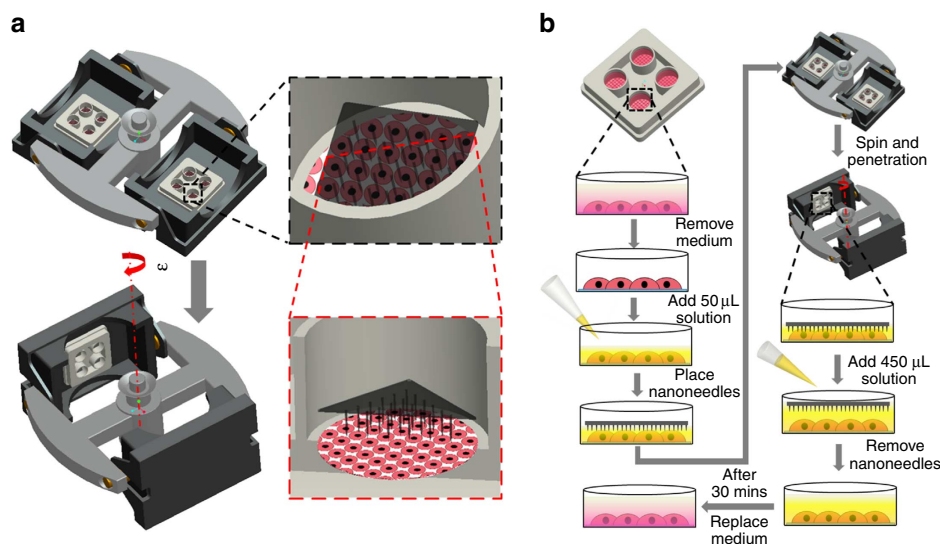 a
b
ω
Remove
medium
Add 50 μL
solution
Place
nanoneedles
Spin and
penetration
Add 450 μL
solution
Remove
nanoneedles
After
30 mins
Replace
medium